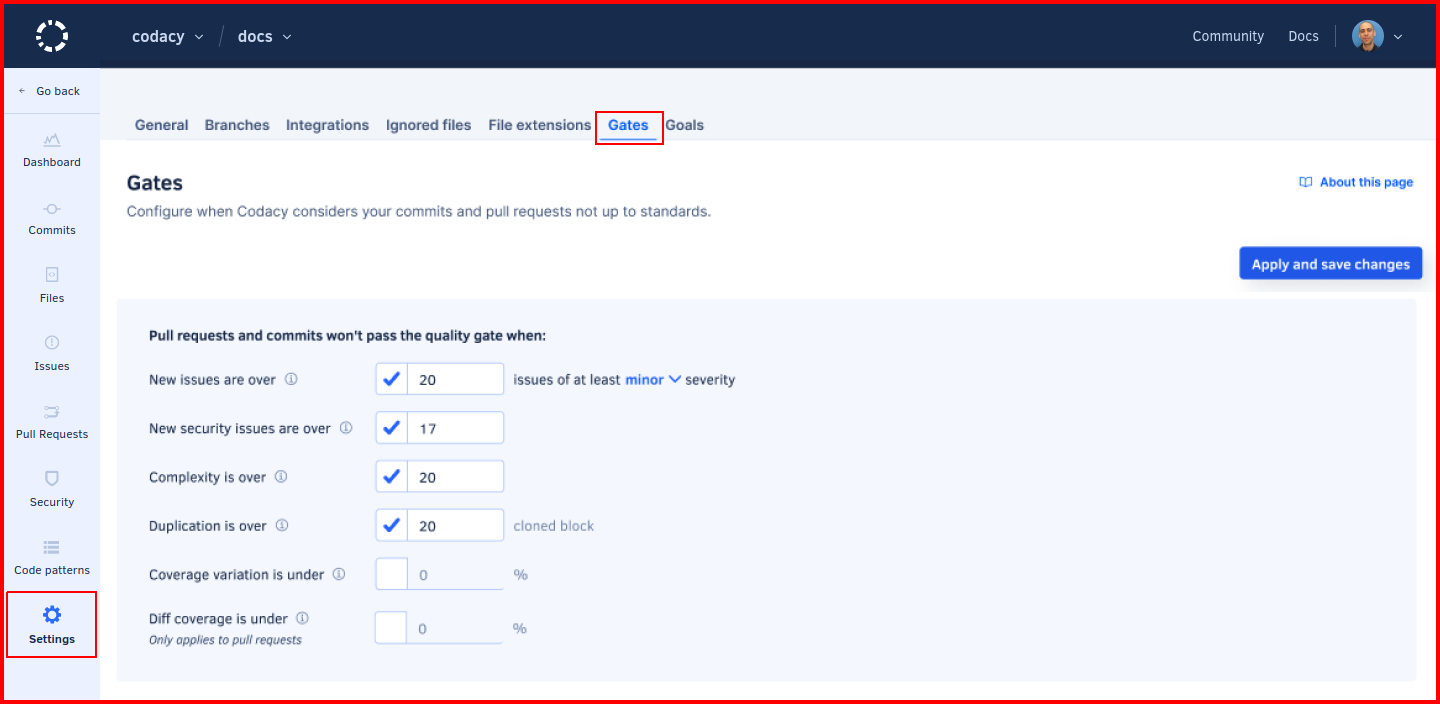 codacy / docs
Community Docs
Go back
Dashboard
Commits
Files
Issues
Pull Requests
Security
Code patterns
Settings
General Branches Integrations Ignored files File extensions Gates Goals
Gates
About this page
Configure when Codacy considers your commits and pull requests not up to standards.
Apply and save changes
Pull requests and commits won't pass the quality gate when:
New issues are over 20 issues of at least minor severity
New security issues are over 17
Complexity is over 20
Duplication is over 20 cloned block
Coverage variation is under 0 %
Diff coverage is under 0 %
Only applies to pull requests